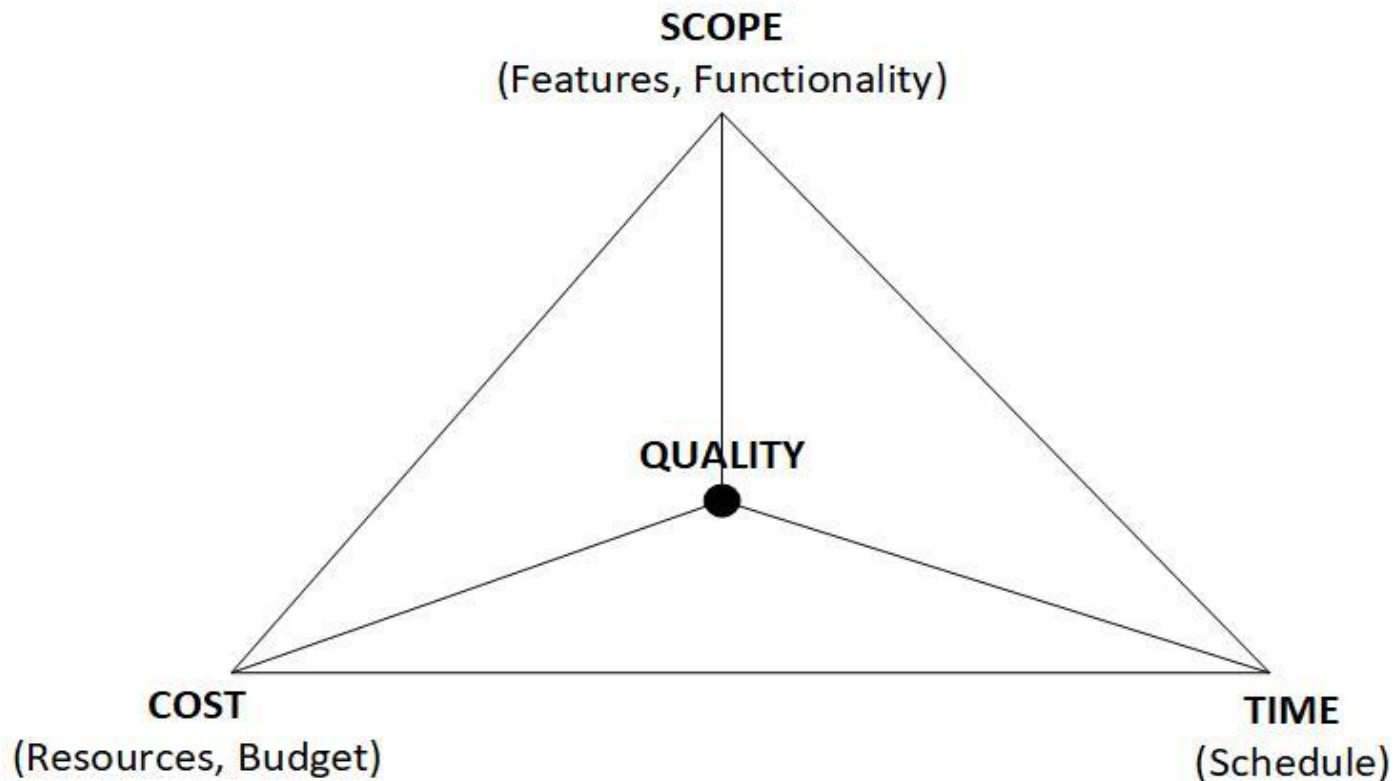 SCOPE
(Features, Functionality)
QUALITY
COST
(Resources, Budget)
TIME
(Schedule)